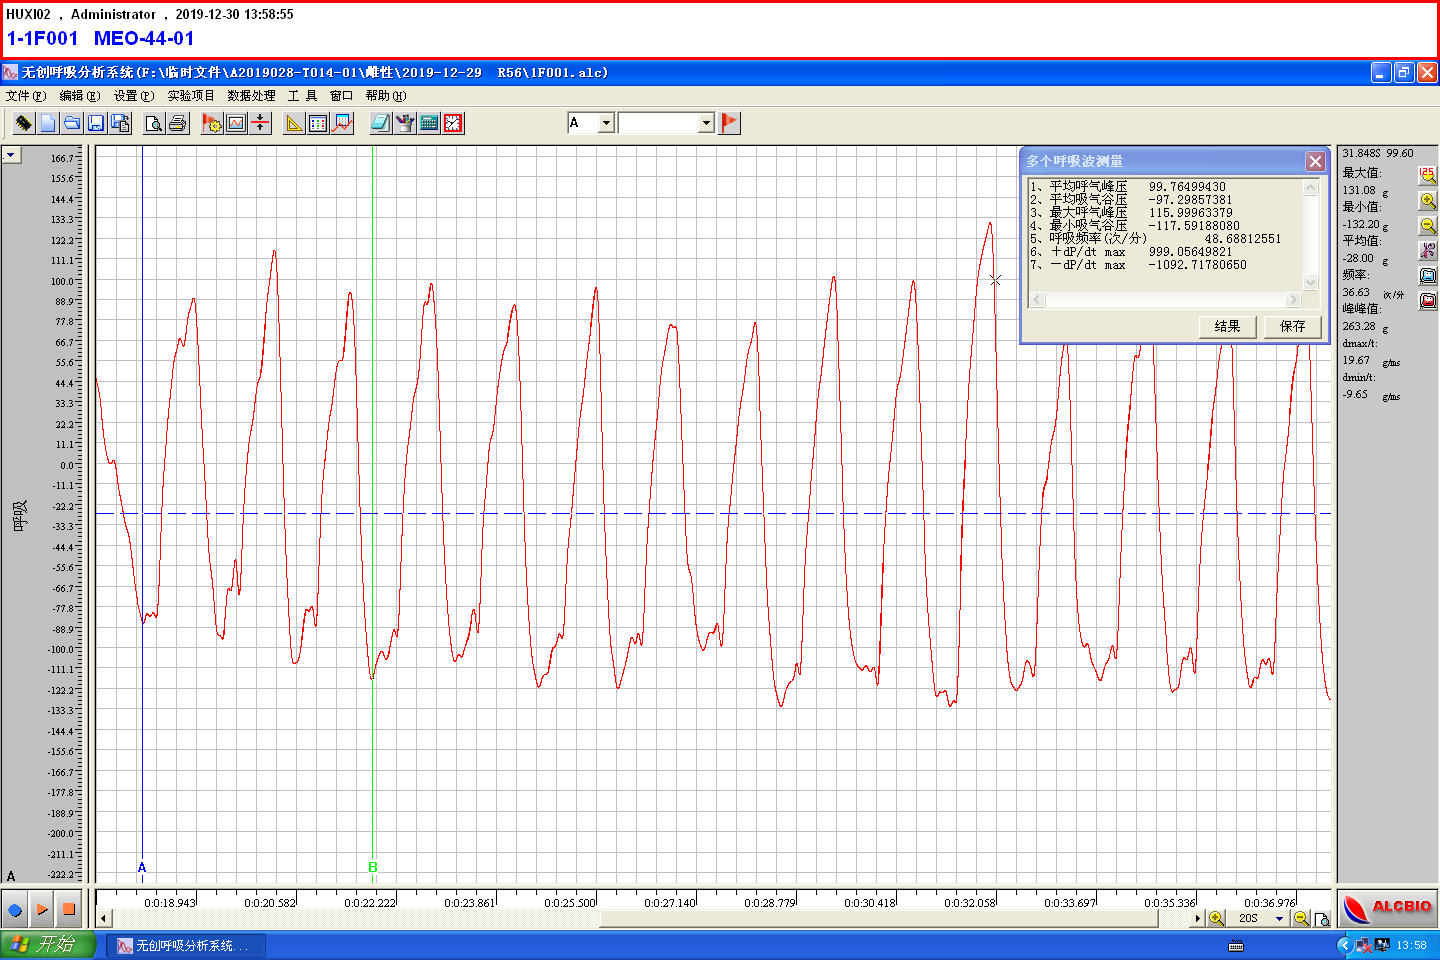 HUXI02 , Administrator , 2019-12-30 13:58:55
1-1F001 MEO-44-01
无创呼吸分析系统(F:\临时文件\A2019028-T014-01\雌性\2019-12-29 R56\1F001.alc)
文件(F) 编辑(E) 设置(P) 实验项目 数据处理 工 具 窗口 帮助(H)
A
166.7
155.6
144.4
133.3
122.2
111.1
100.0
88.9
77.8
66.7
55.6
44.4
33.3
22.2
11.1
0.0
-11.1
-22.2
-33.3
-44.4
-55.6
-66.7
-77.8
-88.9
-100.0
-111.1
-122.2
-133.3
-144.4
-155.6
-166.7
-177.8
-188.9
-200.0
-211.1
-222.2
呼吸
A
A
B
多个呼吸波测量
1、平均呼气峰压 99.76499430
2、平均吸气谷压 -97.29857381
3、最大呼气峰压 115.99963379
4、最小吸气谷压 -117.59188080
5、呼吸频率(次/分) 48.68812551
6、＋dP/dt max 999.05649821
7、－dP/dt max -1092.71780650
结果 保存
31.848S 99.60
最大值:
131.08 g
最小值:
-132.20 g
平均值:
-28.00 g
频率:
36.63 次/分
峰峰值:
263.28 g
dmax/t:
19.67 g/ms
dmin/t:
-9.65 g/ms
125
0:0:18.943 0:0:20.582 0:0:22.222 0:0:23.861 0:0:25.500 0:0:27.140 0:0:28.779 0:0:30.418 0:0:32.058 0:0:33.697 0:0:35.336 0:0:36.976
20S
ALCBIO
开始 无创呼吸分析系统... 13:58